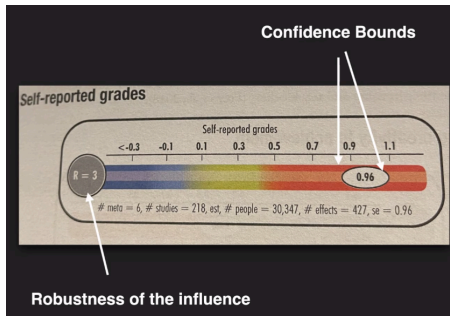 Confidence Bounds
Self-reported grades
Self-reported grades
<-0.3 -0.1 0.1 0.3 0.5 0.7 0.9 1.1
R = 3
0.96
# meta = 6, # studies = 218, est, # people = 30,347, # effects = 427, se = 0.96
Robustness of the influence